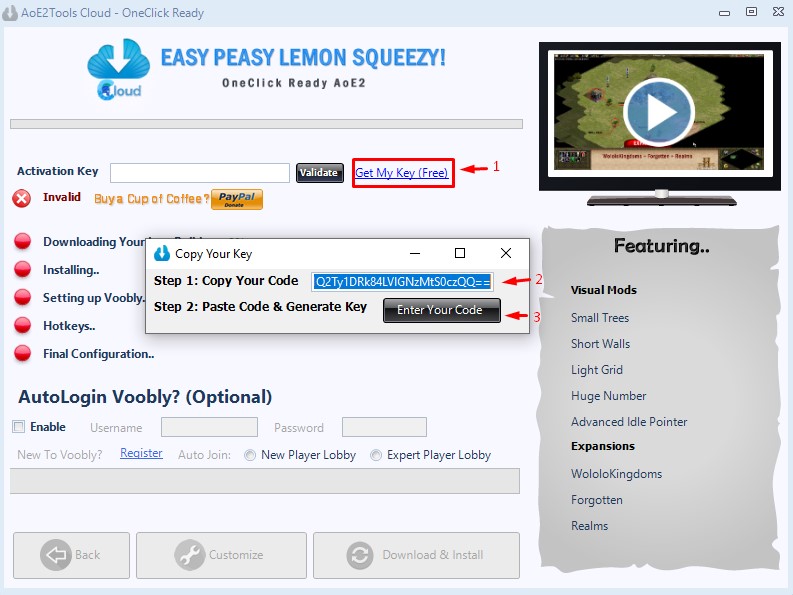 AoE2Tools Cloud - OneClick Ready
EASY PEASY LEMON SQUEEZY!
OneClick Ready AoE2
Cloud
WololoKingdoms - Forgotten - Realms
Activation Key
Validate
Get My Key (Free)
1
Invalid
Buy a Cup of Coffee?
PayPal
Donate
Downloading Your
Installing..
Setting up Voobly.
Hotkeys..
Final Configuration..
Copy Your Key
Step 1: Copy Your Code
Q2Ty1DRk84LVlGNzMtS0czQQ==
2
Step 2: Paste Code & Generate Key
Enter Your Code
3
AutoLogin Voobly? (Optional)
Enable
Username
Password
New To Voobly?
Register
Auto Join:
New Player Lobby
Expert Player Lobby
Back
Customize
Download & Install
Featuring..
Visual Mods
Small Trees
Short Walls
Light Grid
Huge Number
Advanced Idle Pointer
Expansions
WololoKingdoms
Forgotten
Realms